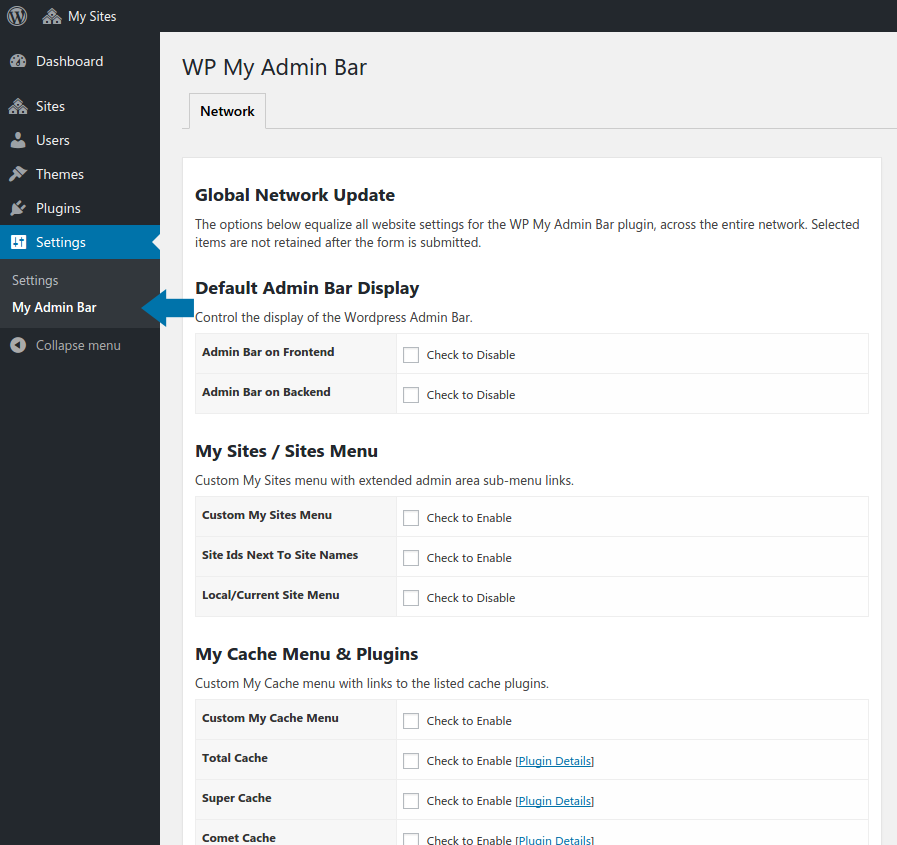 My Sites
Dashboard
Sites
Users
Themes
Plugins
Settings
Settings
My Admin Bar
Collapse menu
WP My Admin Bar
Network
Global Network Update
The options below equalize all website settings for the WP My Admin Bar plugin, across the entire network. Selected
items are not retained after the form is submitted.
Default Admin Bar Display
Control the display of the Wordpress Admin Bar.
Admin Bar on Frontend Check to Disable
Admin Bar on Backend Check to Disable
My Sites / Sites Menu
Custom My Sites menu with extended admin area sub-menu links.
Custom My Sites Menu Check to Enable
Site Ids Next To Site Names Check to Enable
Local/Current Site Menu Check to Disable
My Cache Menu & Plugins
Custom My Cache menu with links to the listed cache plugins.
Custom My Cache Menu Check to Enable
Total Cache Check to Enable [Plugin Details]
Super Cache Check to Enable [Plugin Details]
Comet Cache Check to Enable [Plugin Details]